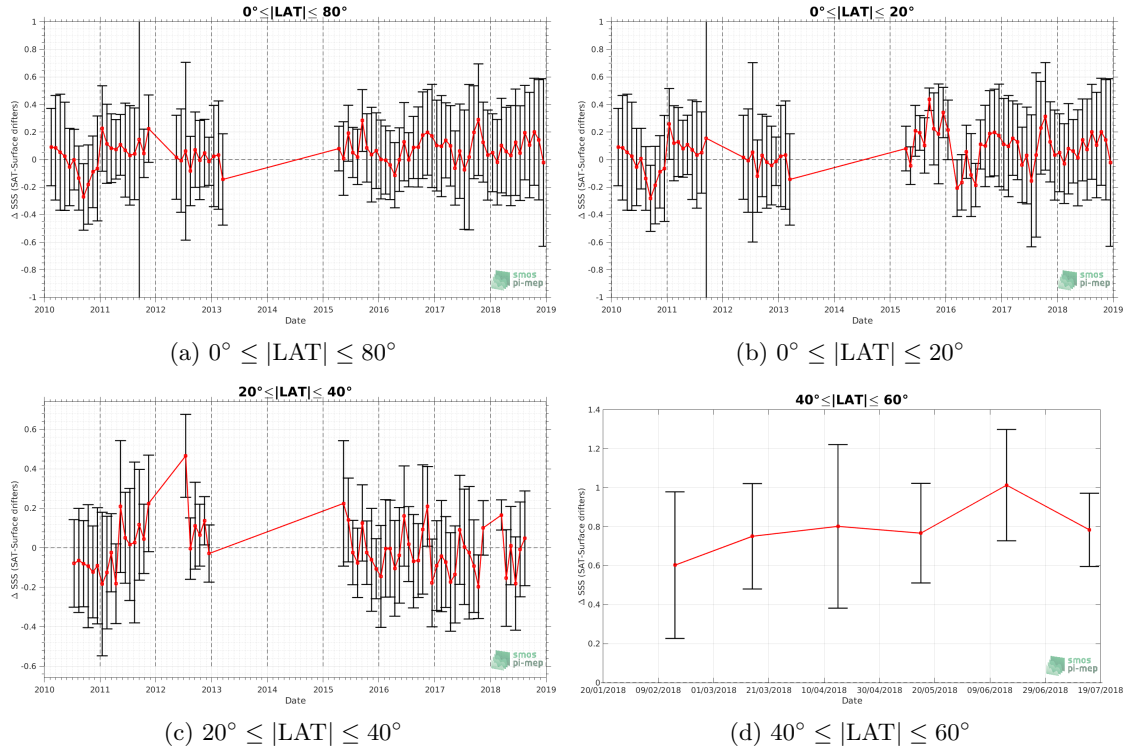 0°≤|LAT|≤ 80°
1
0.8
0.6
0.4
0.2
0
-0.2
-0.4
-0.6
-0.8
-1
Δ SSS (SAT-Surface drifters)
2010 2011 2012 2013 2014 2015 2016 2017 2018 2019
Date
smos
pi-mep
(a) 0° ≤ |LAT| ≤ 80°
0°≤|LAT|≤ 20°
1
0.8
0.6
0.4
0.2
0
-0.2
-0.4
-0.6
-0.8
-1
Δ SSS (SAT-Surface drifters)
2010 2011 2012 2013 2014 2015 2016 2017 2018 2019
Date
smos
pi-mep
(b) 0° ≤ |LAT| ≤ 20°
20°≤|LAT|≤ 40°
0.6
0.4
0.2
0
-0.2
-0.4
-0.6
Δ SSS (SAT-Surface drifters)
2010 2011 2012 2013 2014 2015 2016 2017 2018 2019
Date
smos
pi-mep
(c) 20° ≤ |LAT| ≤ 40°
40°≤|LAT|≤ 60°
1.4
1.2
1
0.8
0.6
0.4
0.2
0
Δ SSS (SAT-Surface drifters)
20/01/2018 09/02/2018 01/03/2018 21/03/2018 10/04/2018 30/04/2018 20/05/2018 09/06/2018 29/06/2018 19/07/2018
Date
smos
pi-mep
(d) 40° ≤ |LAT| ≤ 60°